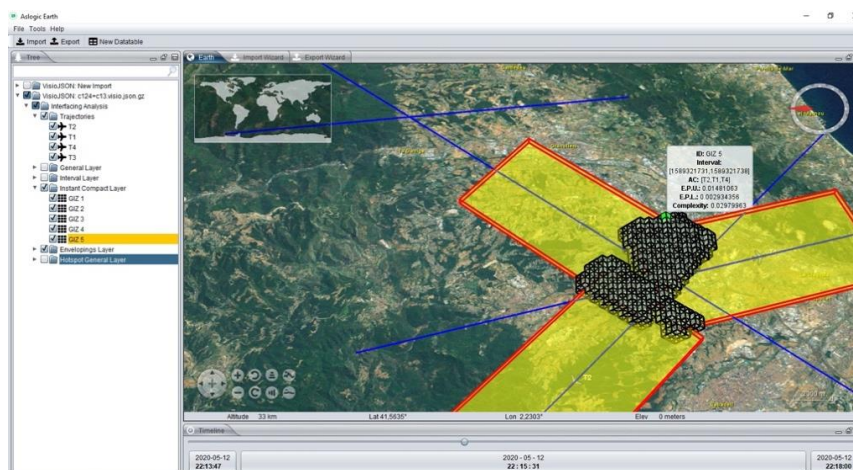 Aslogic Earth
File Tools Help
Import Export New Datatable
Tree
Earth Import Wizard Export Wizard
VisioJSON: New Import
VisioJSON: c124+c13.visio.json.gz
Interfacing Analysis
Trajectories
T2
T1
T4
T3
General Layer
Interval Layer
Instant Compact Layer
GIZ 1
GIZ 2
GIZ 3
GIZ 4
GIZ 5
Envelopings Layer
Hotspot General Layer
ID: GIZ 5
Interval:
[1589321731,1589321738]
AC: [T2,T1,T4]
E.P.U.: 0.01481063
E.P.L.: 0.002934356
Complexity: 0.02979963
T2
Altitude 33 km Lat 41,5635° Lon 2,2303° Elev 0 meters
Timeline
2020-05-12 2020 - 05 - 12 2020-05-12
22:13:47 22 : 15 : 31 22:18:00